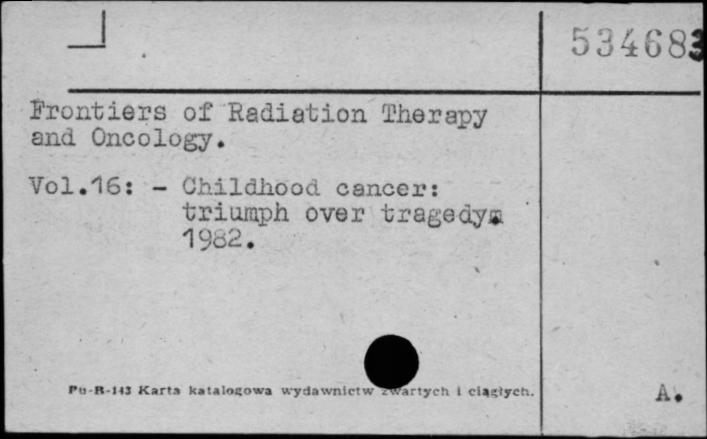 534683
Frontiers of Radiation Therapy
and Oncology.
Vol.16: - Childhood cancer:
triumph over tragedy.
1982.
Pu-B-143 Karta katalogowa wydawnictw zwartych i ciągłych.
A.